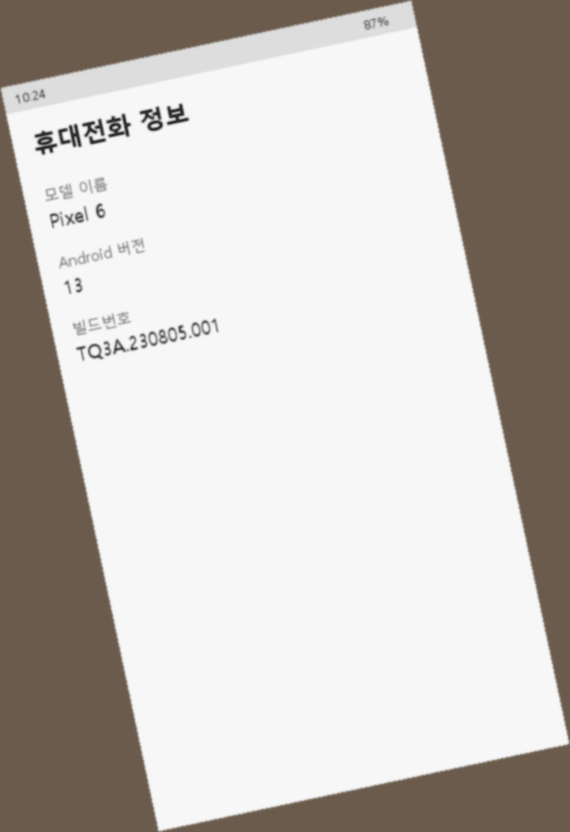 10:24 87%
휴대전화 정보
모델 이름
Pixel 6
Android 버전
13
빌드번호
TQ3A.230805.001